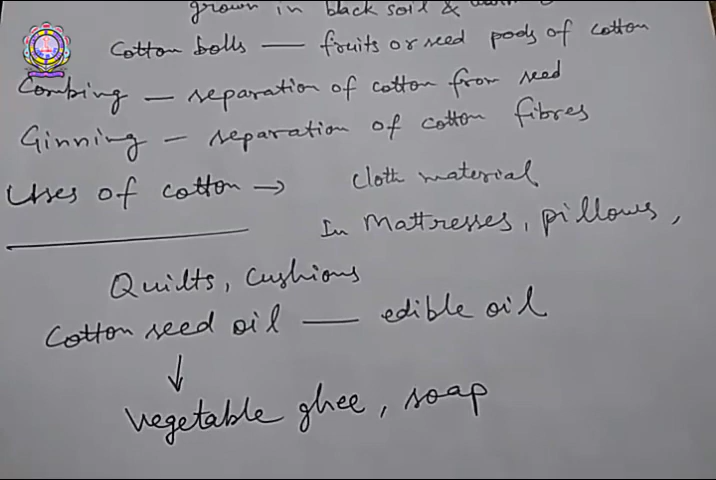 grown in black soil &
Cotton bolls — fruits or seed pods of cotton
Combing — separation of cotton from seed
Ginning — separation of cotton fibres
Uses of cotton → cloth material
In Mattresses, pillows,
Quilts, Cushions
Cotton seed oil — edible oil
↓
Vegetable ghee, soap